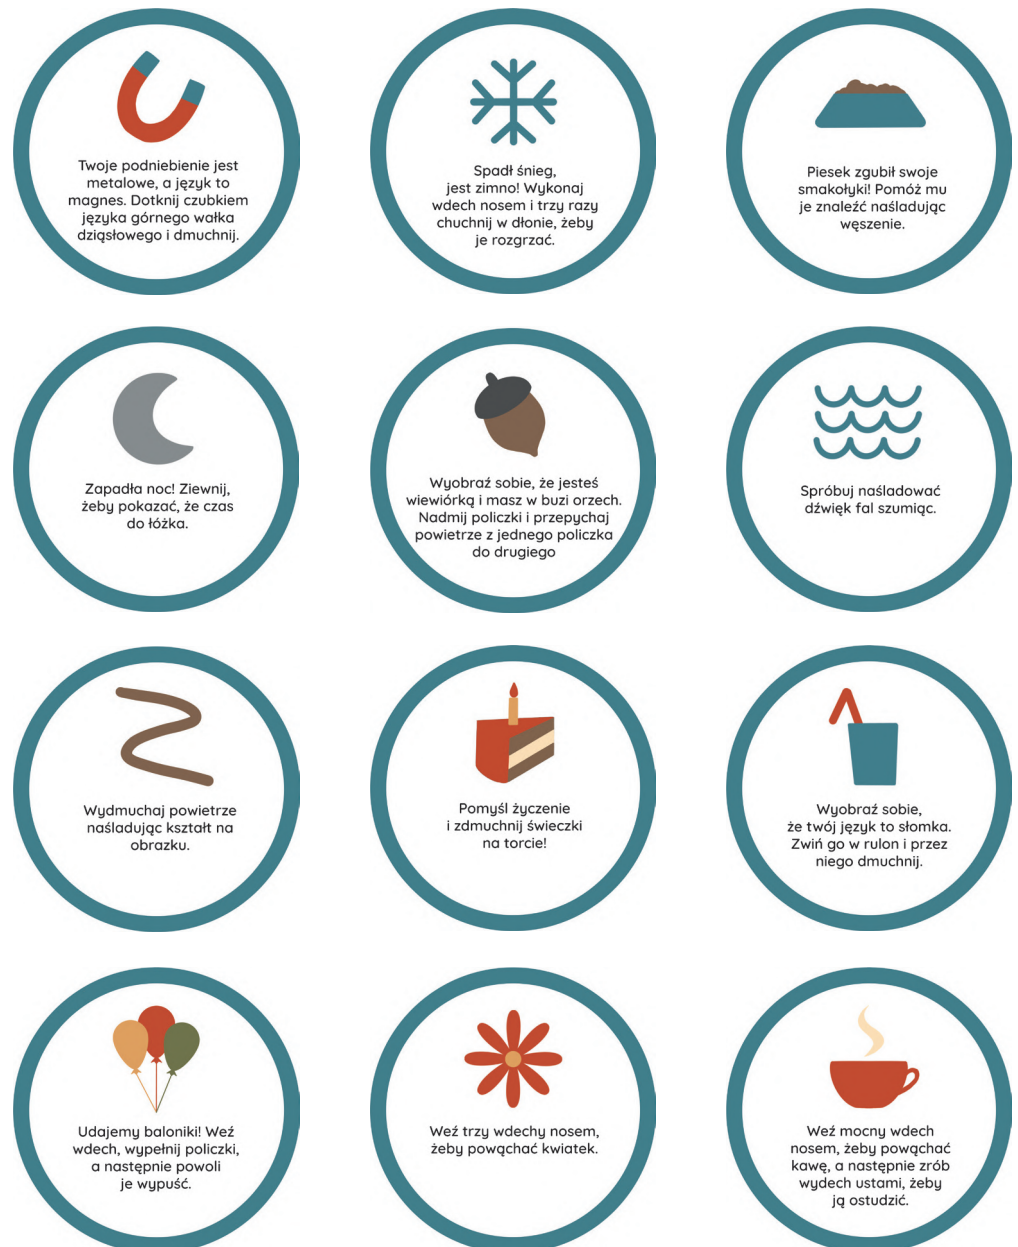 Twoje podniebienie jest
metalowe, a język to
magnes. Dotknij czubkiem
języka górnego wałka
dziąsłowego i dmuchnij.
Spadł śnieg,
jest zimno! Wykonaj
wdech nosem i trzy razy
chuchnij w dłonie, żeby
je rozgrzać.
Piesek zgubił swoje
smakołyki! Pomóż mu
je znaleźć naśladując
węszenie.
Zapadła noc! Ziewnij,
żeby pokazać, że czas
do łóżka.
Wyobraź sobie, że jesteś
wiewiórką i masz w buzi orzech.
Nadmij policzki i przepychaj
powietrze z jednego policzka
do drugiego
Spróbuj naśladować
dźwięk fal szumiąc.
Wydmuchaj powietrze
naśladując kształt na
obrazku.
Pomyśl życzenie
i zdmuchnij świeczki
na torcie!
Wyobraź sobie,
że twój język to słomka.
Zwiń go w rulon i przez
niego dmuchnij.
Udajemy baloniki! Weź
wdech, wypełnij policzki,
a następnie powoli
je wypuść.
Weź trzy wdechy nosem,
żeby powąchać kwiatek.
Weź mocny wdech
nosem, żeby powąchać
kawę, a następnie zrób
wydech ustami, żeby
ją ostudzić.